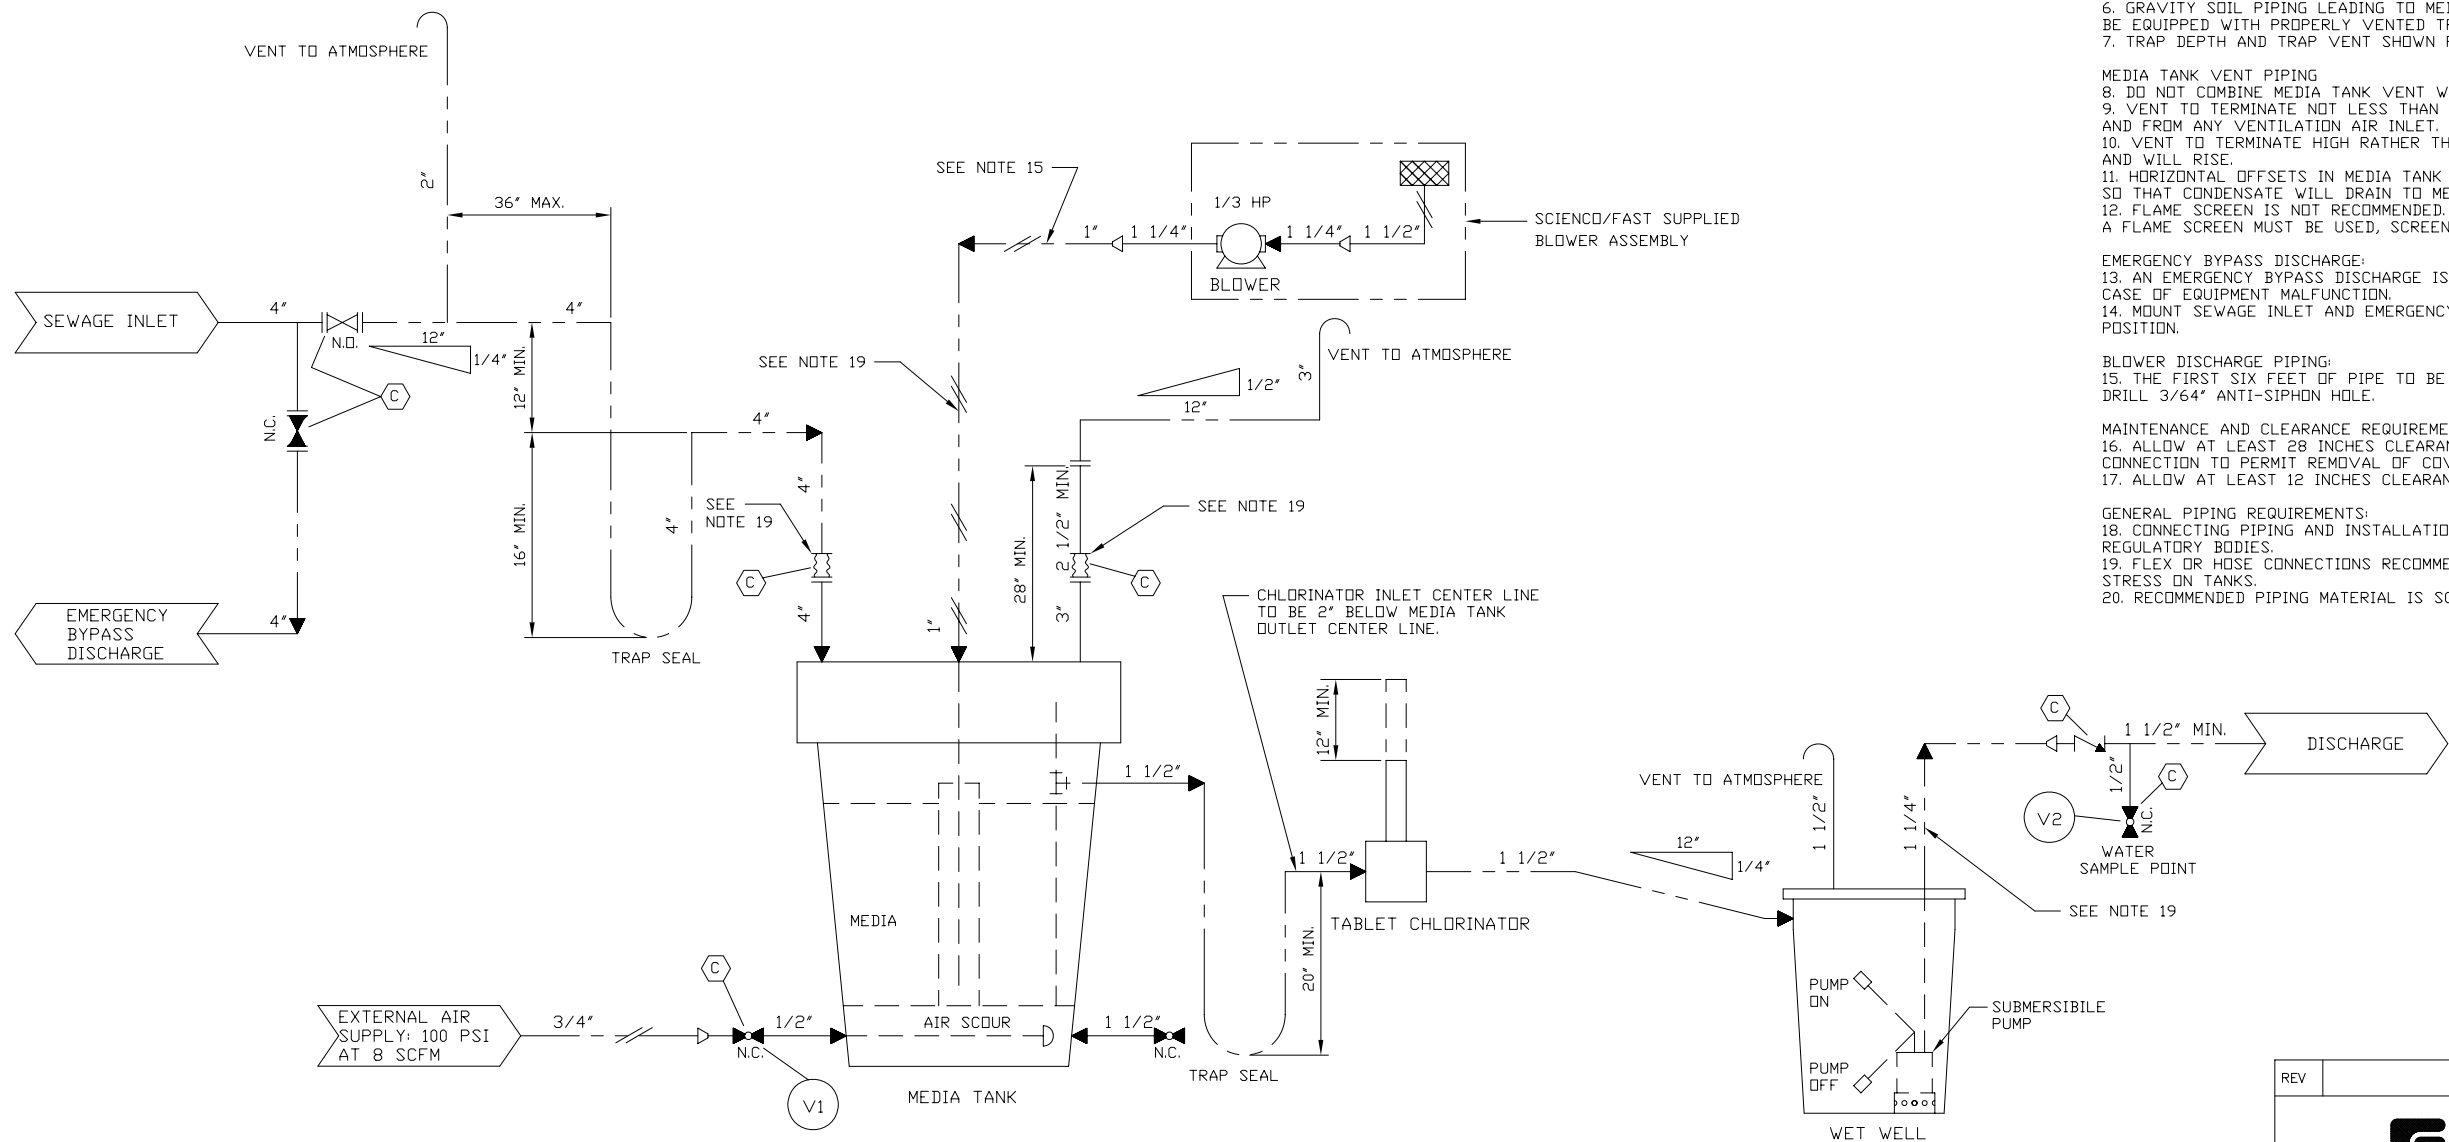 VENT TO ATMOSPHERE
2"
36" MAX.
SEWAGE INLET
4"
N.O.
12"
1/4"
4"
12" MIN.
C
N.C.
16" MIN.
4"
EMERGENCY
BYPASS
DISCHARGE
4"
TRAP SEAL
4"
4"
SEE
NOTE 19
C
4"
SEE NOTE 15
1"
1 1/4"
1/3 HP
BLOWER
1 1/4"
1 1/2"
SCIENCO/FAST SUPPLIED
BLOWER ASSEMBLY
SEE NOTE 19
1"
VENT TO ATMOSPHERE
3"
1/2"
12"
28" MIN.
2 1/2" MIN.
SEE NOTE 19
C
3"
CHLORINATOR INLET CENTER LINE
TO BE 2" BELOW MEDIA TANK
OUTLET CENTER LINE.
12" MIN.
1 1/2"
1 1/2"
TABLET CHLORINATOR
20" MIN.
TRAP SEAL
MEDIA
AIR SCOUR
MEDIA TANK
EXTERNAL AIR
SUPPLY: 100 PSI
AT 8 SCFM
3/4"
C
N.C.
1/2"
V1
1 1/2"
N.C.
1 1/2"
12"
1/4"
VENT TO ATMOSPHERE
1 1/2"
1 1/4"
C
1 1/2" MIN.
DISCHARGE
1/2"
C
V2
N.C.
WATER
SAMPLE POINT
SEE NOTE 19
PUMP
ON
PUMP
OFF
SUBMERSIBILE
PUMP
WET WELL
6. GRAVITY SOIL PIPING LEADING TO
BE EQUIPPED WITH PROPERLY VENTED
7. TRAP DEPTH AND TRAP VENT SHOWN
MEDIA TANK VENT PIPING
8. DO NOT COMBINE MEDIA TANK VENT
9. VENT TO TERMINATE NOT LESS THAN
AND FROM ANY VENTILATION AIR INLET.
10. VENT TO TERMINATE HIGH RATHER
AND WILL RISE.
11. HORIZONTAL OFFSETS IN MEDIA TANK
SO THAT CONDENSATE WILL DRAIN TO
12. FLAME SCREEN IS NOT RECOMMENDED.
A FLAME SCREEN MUST BE USED, SCREEN
EMERGENCY BYPASS DISCHARGE:
13. AN EMERGENCY BYPASS DISCHARGE IS
CASE OF EQUIPMENT MALFUNCTION.
14. MOUNT SEWAGE INLET AND EMERGENCY
POSITION.
BLOWER DISCHARGE PIPING:
15. THE FIRST SIX FEET OF PIPE TO BE
DRILL 3/64" ANTI-SIPHON HOLE.
MAINTENANCE AND CLEARANCE
16. ALLOW AT LEAST 28 INCHES
CONNECTION TO PERMIT REMOVAL OF
17. ALLOW AT LEAST 12 INCHES
GENERAL PIPING REQUIREMENTS:
18. CONNECTING PIPING AND
REGULATORY BODIES.
19. FLEX OR HOSE CONNECTIONS
STRESS ON TANKS.
20. RECOMMENDED PIPING MATERIAL IS
REV